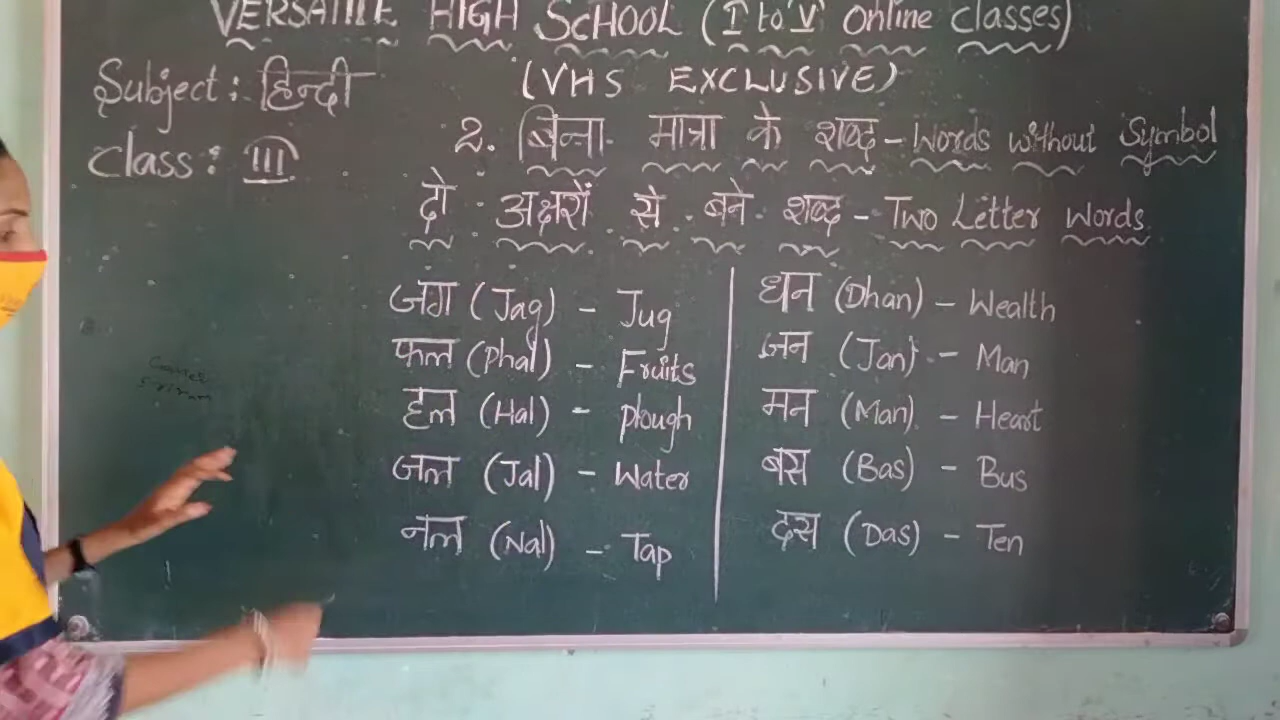 VERSATILE HIGH SCHOOL (I to V Online classes)
(VHS EXCLUSIVE)
Subject : हिन्दी
Class : III
2. बिना मात्रा के शब्द - Words without Symbol
दो अक्षरों से बने शब्द - Two Letter Words
जग (Jag) - Jug
फल (Phal) - Fruits
हल (Hal) - Plough
जल (Jal) - Water
नल (Nal) - Tap
धन (Dhan) - Wealth
जन (Jan) - Man
मन (Man) - Heart
बस (Bas) - Bus
दस (Das) - Ten